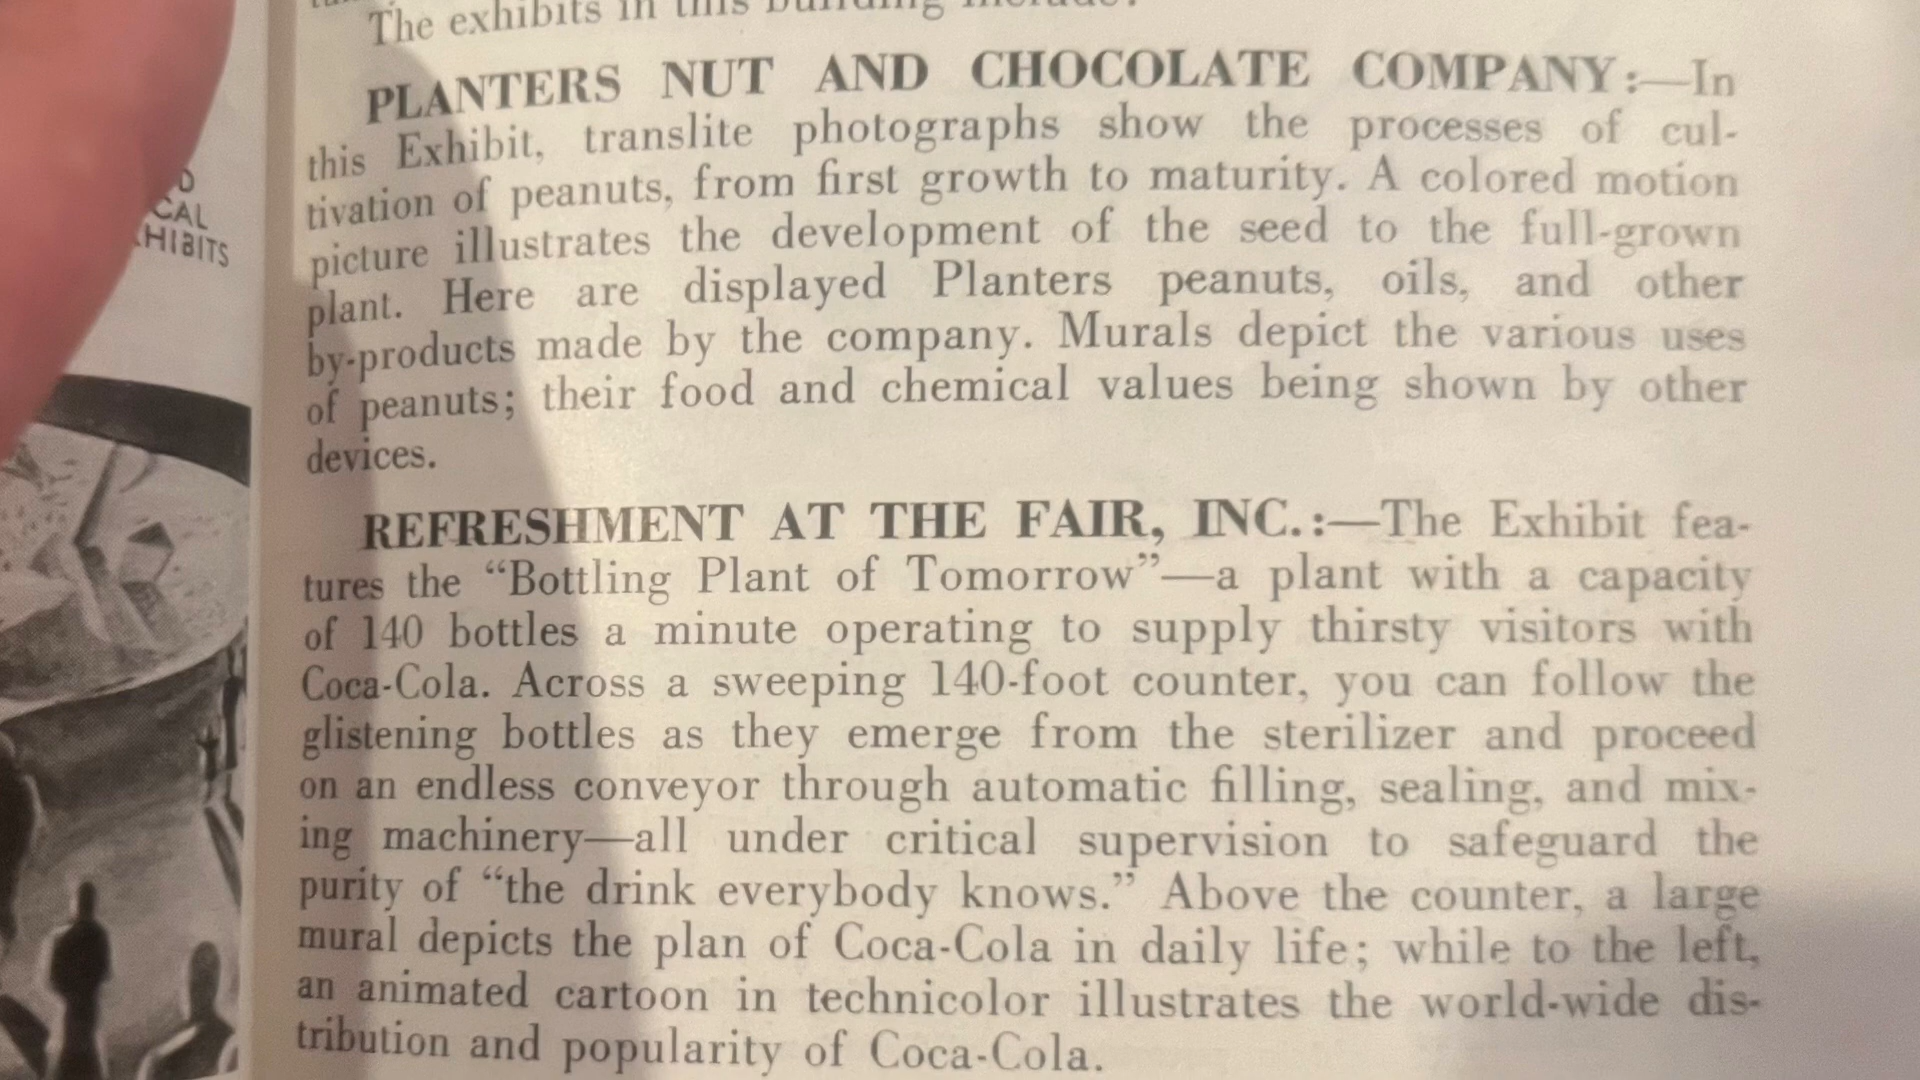 CAL
HIBITS
The exhibits in this building include:
PLANTERS NUT AND CHOCOLATE COMPANY:—In
this Exhibit, translite photographs show the processes of cul-
tivation of peanuts, from first growth to maturity. A colored motion
picture illustrates the development of the seed to the full-grown
plant. Here are displayed Planters peanuts, oils, and other
by-products made by the company. Murals depict the various uses
of peanuts; their food and chemical values being shown by other
devices.
REFRESHMENT AT THE FAIR, INC.:—The Exhibit fea-
tures the “Bottling Plant of Tomorrow”—a plant with a capacity
of 140 bottles a minute operating to supply thirsty visitors with
Coca-Cola. Across a sweeping 140-foot counter, you can follow the
glistening bottles as they emerge from the sterilizer and proceed
on an endless conveyor through automatic filling, sealing, and mix-
ing machinery—all under critical supervision to safeguard the
purity of “the drink everybody knows.” Above the counter, a large
mural depicts the plan of Coca-Cola in daily life; while to the left,
an animated cartoon in technicolor illustrates the world-wide dis-
tribution and popularity of Coca-Cola.